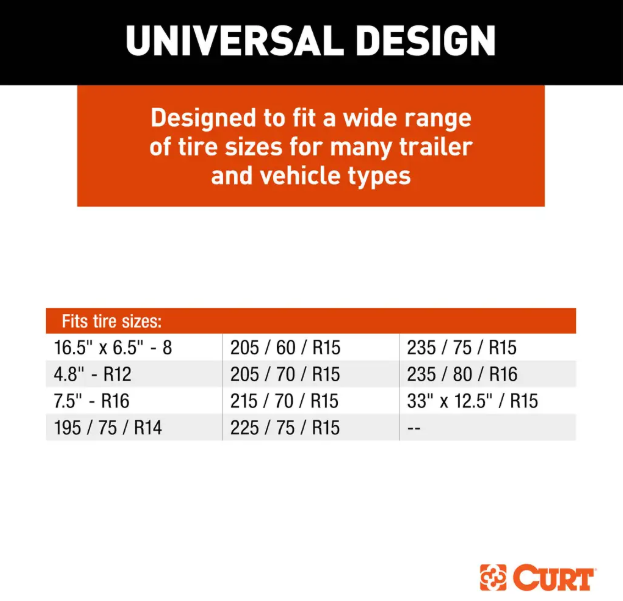 UNIVERSAL DESIGN
Designed to fit a wide range
of tire sizes for many trailer
and vehicle types
Fits tire sizes:
16.5" x 6.5" - 8 205 / 60 / R15 235 / 75 / R15
4.8" - R12 205 / 70 / R15 235 / 80 / R16
7.5" - R16 215 / 70 / R15 33" x 12.5" / R15
195 / 75 / R14 225 / 75 / R15 --
CURT